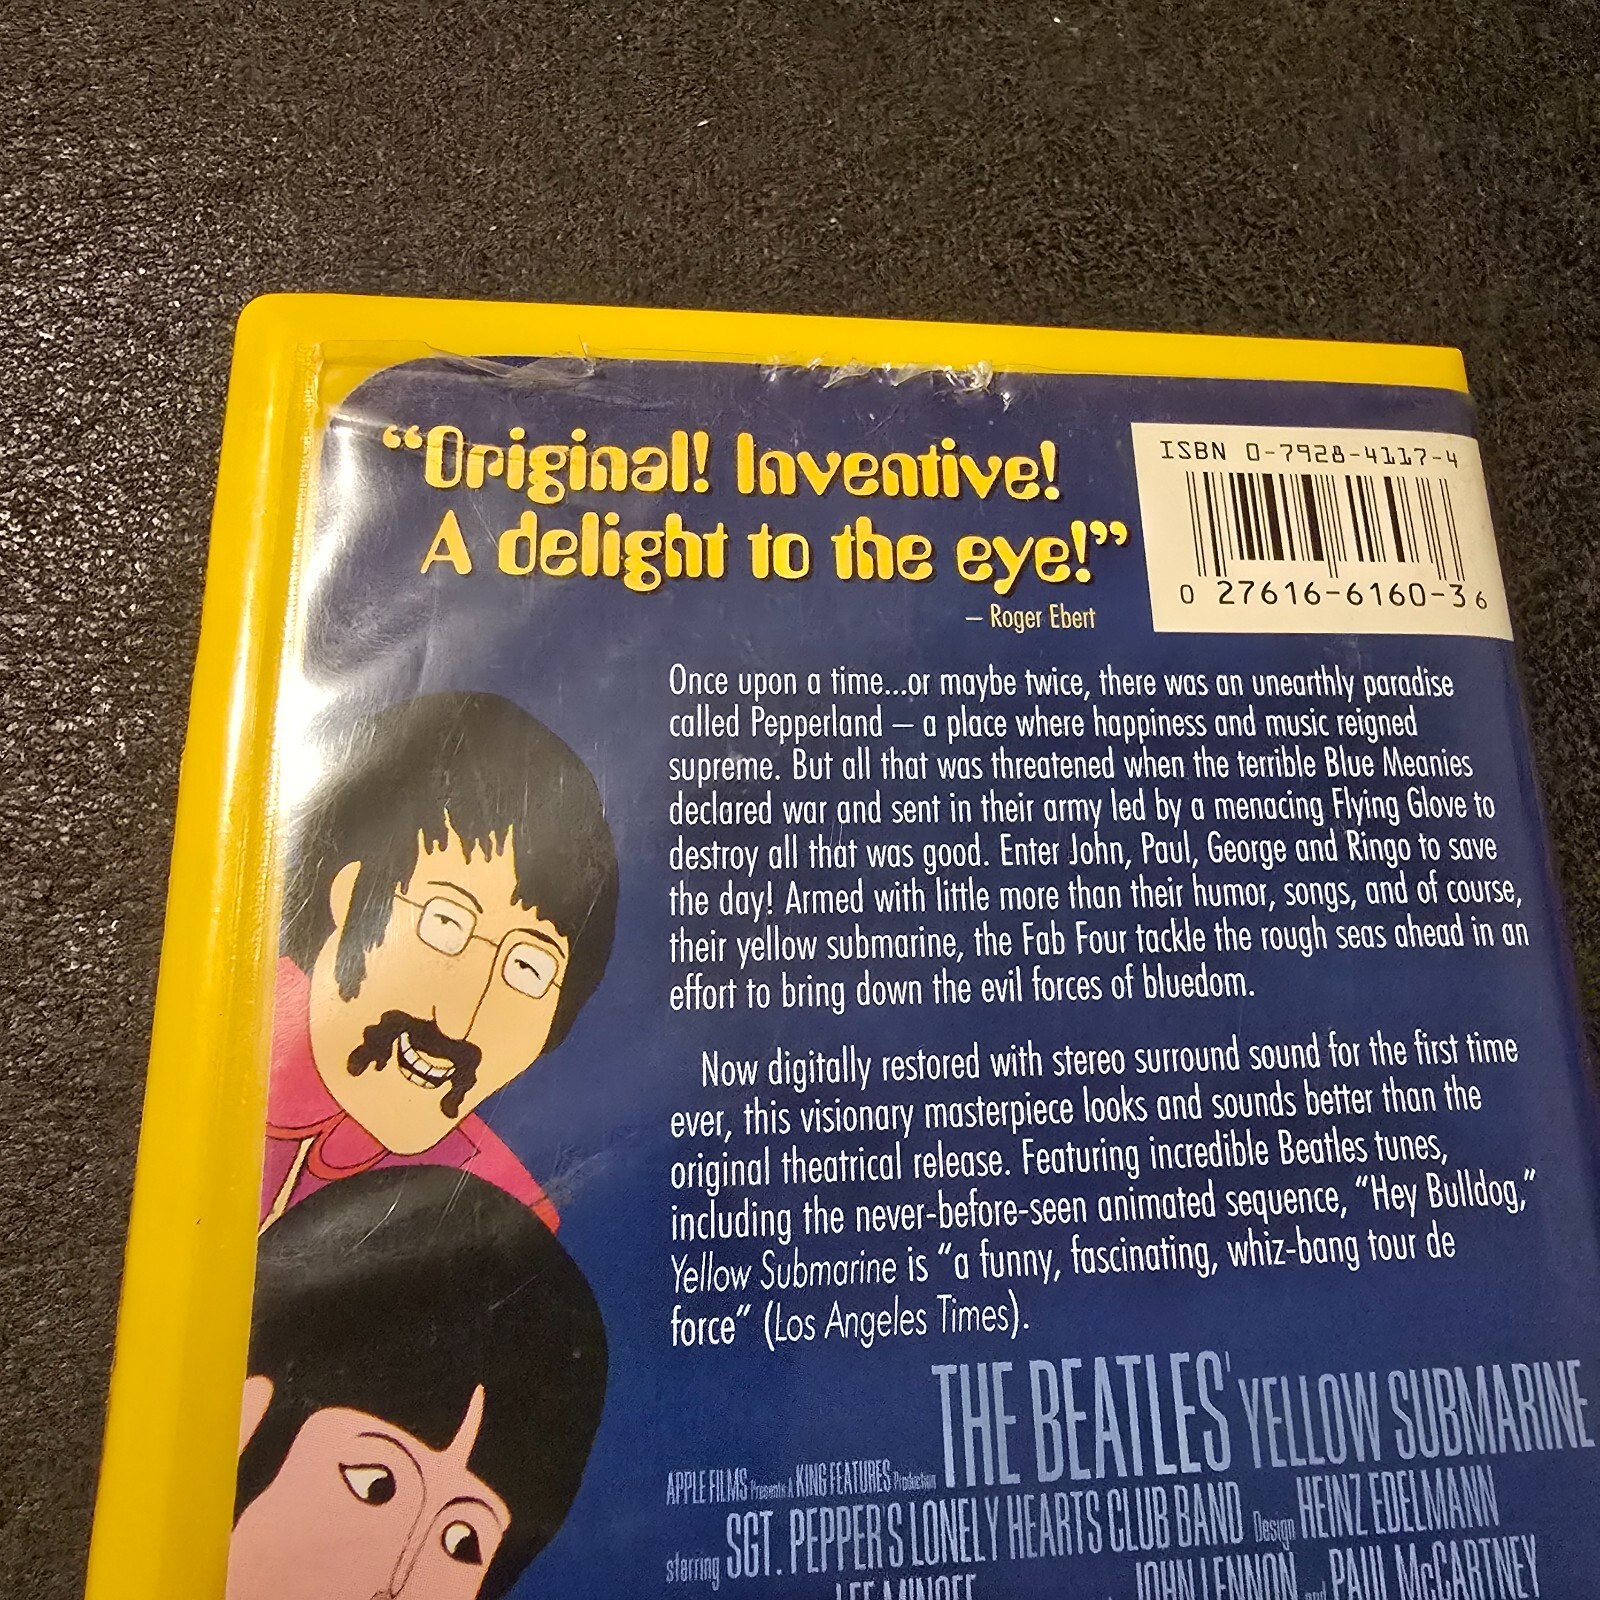 “Original! Inventive!
A delight to the eye!”
– Roger Ebert
ISBN 0-7928-4117-4
0 27616-6160-3 6
Once upon a time...or maybe twice, there was an unearthly paradise
called Pepperland – a place where happiness and music reigned
supreme. But all that was threatened when the terrible Blue Meanies
declared war and sent in their army led by a menacing Flying Glove to
destroy all that was good. Enter John, Paul, George and Ringo to save
the day! Armed with little more than their humor, songs, and of course,
their yellow submarine, the Fab Four tackle the rough seas ahead in an
effort to bring down the evil forces of bluedom.
Now digitally restored with stereo surround sound for the first time
ever, this visionary masterpiece looks and sounds better than the
original theatrical release. Featuring incredible Beatles tunes,
including the never-before-seen animated sequence, “Hey Bulldog,”
Yellow Submarine is “a funny, fascinating, whiz-bang tour de
force” (Los Angeles Times).
APPLE FILMS Presents A KING FEATURES Production THE BEATLES' YELLOW SUBMARINE
starring SGT. PEPPER'S LONELY HEARTS CLUB BAND Design HEINZ EDELMANN
LEE MINOFF JOHN LENNON and PAUL McCARTNEY